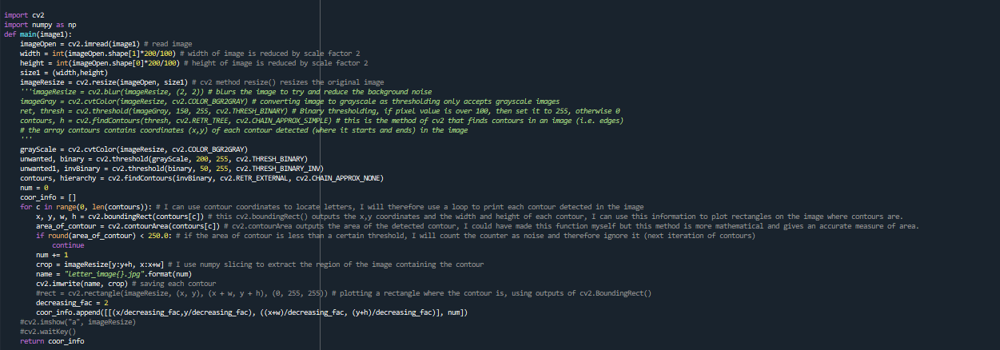 import cv2
import numpy as np
def main(image1):
    imageOpen = cv2.imread(image1) # read image
    width = int(imageOpen.shape[1]*200/100) # width of image is reduced by scale factor 2
    height = int(imageOpen.shape[0]*200/100) # height of image is reduced by scale factor 2
    size1 = (width,height)
    imageResize = cv2.resize(imageOpen, size1) # cv2 method resize() resizes the original image
    '''imageResize = cv2.blur(imageResize, (2, 2)) # blurs the image to try and reduce the background noise
    imageGray = cv2.cvtColor(imageResize, cv2.COLOR_BGR2GRAY) # converting image to grayscale as thresholding only accepts grayscale images
    ret, thresh = cv2.threshold(imageGray, 150, 255, cv2.THRESH_BINARY) # Binary thresholding, if pixel value is over 100, then set it to 255, otherwise 0
    contours, h = cv2.findContours(thresh, cv2.RETR_TREE, cv2.CHAIN_APPROX_SIMPLE) # this is the method of cv2 that finds contours in an image (i.e. edges)
    # the array contours contains coordinates (x,y) of each contour detected (where it starts and ends) in the image
    '''
    grayScale = cv2.cvtColor(imageResize, cv2.COLOR_BGR2GRAY)
    unwanted, binary = cv2.threshold(grayScale, 200, 255, cv2.THRESH_BINARY)
    unwanted1, invBinary = cv2.threshold(binary, 50, 255, cv2.THRESH_BINARY_INV)
    contours, hierarchy = cv2.findContours(invBinary, cv2.RETR_EXTERNAL, cv2.CHAIN_APPROX_NONE)
    num = 0
    coor_info = []
    for c in range(0, len(contours)): # I can use contour coordinates to locate letters, I will therefore use a loop to print each contour detected in the image
        x, y, w, h = cv2.boundingRect(contours[c]) # this cv2.boundingRect() outputs the x,y coordinates and the width and height of each contour, I can use this information to plot rectangles on the image where contours are.
        area_of_contour = cv2.contourArea(contours[c]) # cv2.contourArea outputs the area of the detected contour, I could have made this function myself but this method is more mathematical and gives an accurate measure of area.
        if round(area_of_contour) < 250.0: # if the area of contour is less than a certain threshold, I will count the counter as noise and therefore ignore it (next iteration of contours)
            continue
        num += 1
        crop = imageResize[y:y+h, x:x+w] # I use numpy slicing to extract the region of the image containing the contour
        name = "Letter_image{}.jpg".format(num)
        cv2.imwrite(name, crop) # saving each contour
        #rect = cv2.rectangle(imageResize, (x, y), (x + w, y + h), (0, 255, 255)) # plotting a rectangle where the contour is, using outputs of cv2.BoundingRect()
        decreasing_fac = 2
        coor_info.append([[(x/decreasing_fac,y/decreasing_fac), ((x+w)/decreasing_fac, (y+h)/decreasing_fac)], num])
    #cv2.imshow("a", imageResize)
    #cv2.waitKey()
    return coor_info